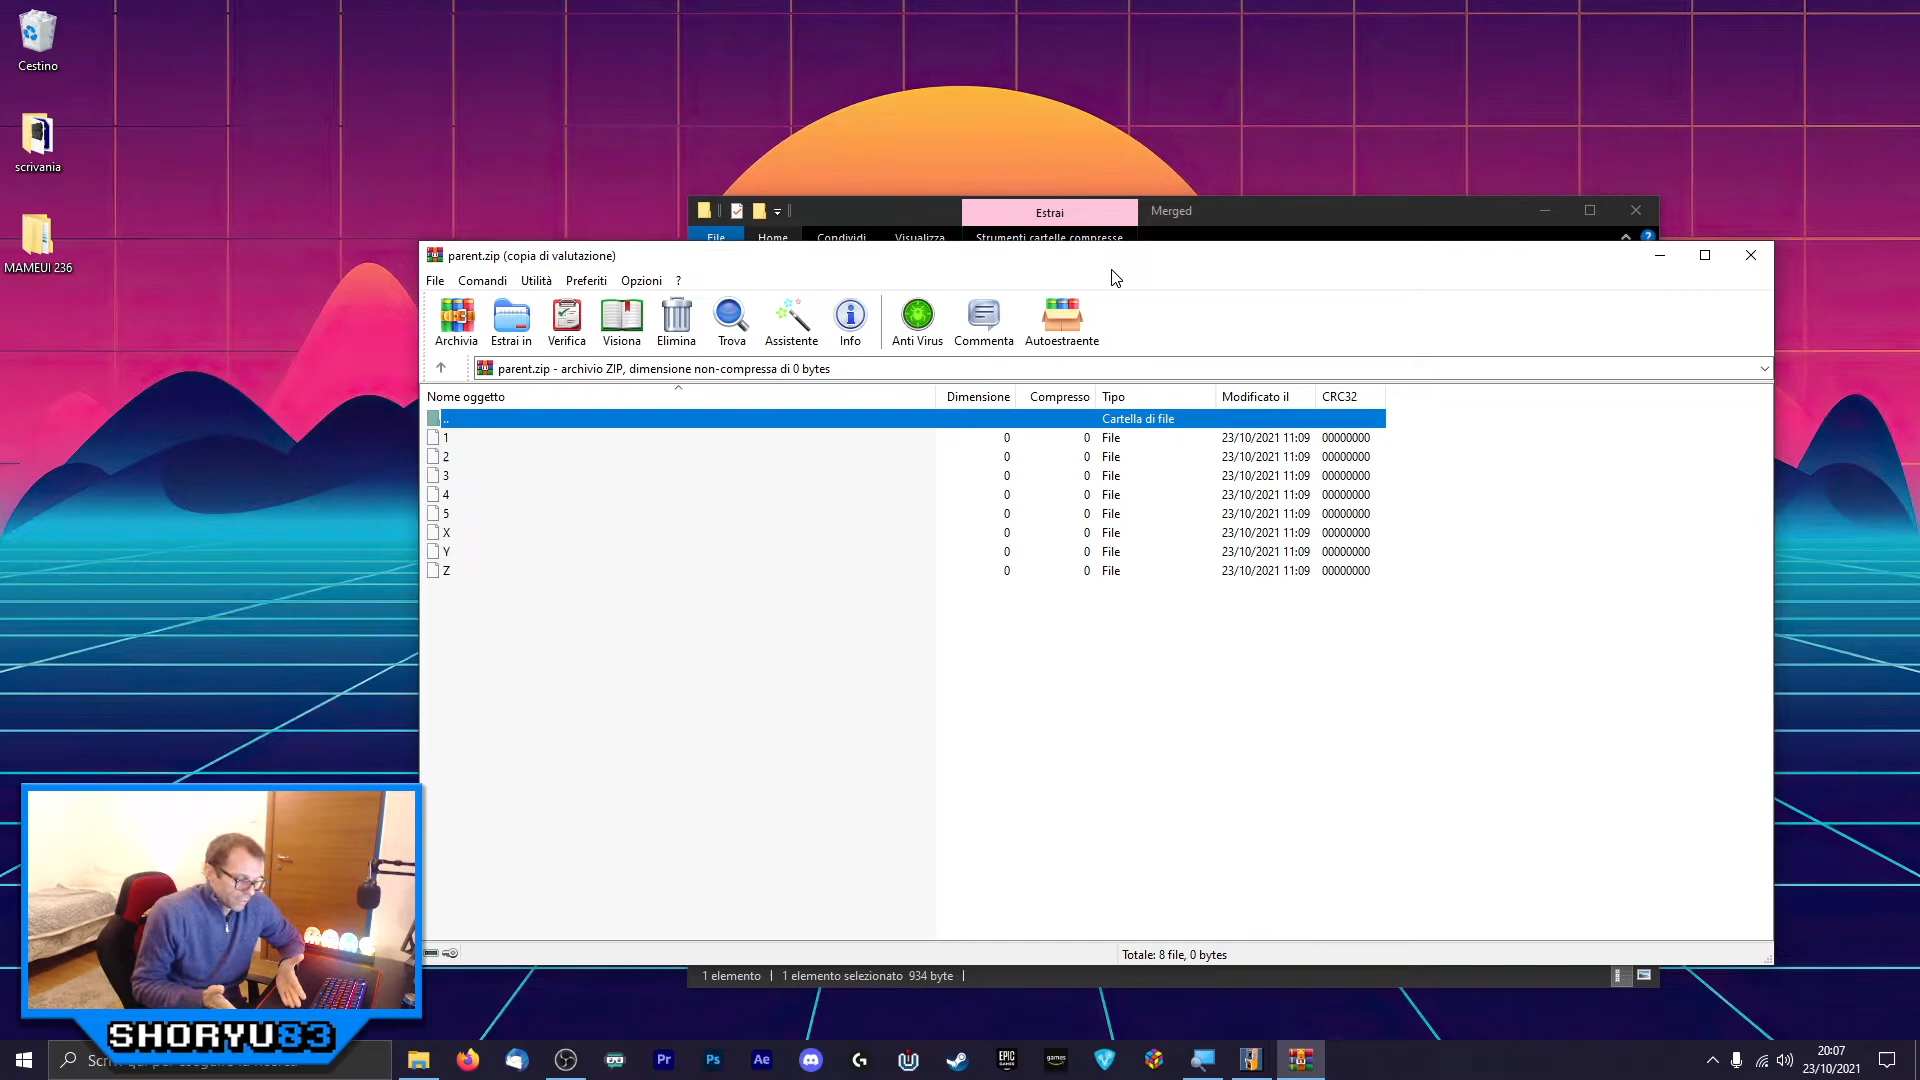 Cestino
scrivania
MAMEUI 236
Estrai
Merged
File Home Condividi Visualizza Strumenti cartelle compresse
parent.zip (copia di valutazione)
File Comandi Utilità Preferiti Opzioni ?
Archivia Estrai in Verifica Visiona Elimina Trova Assistente Info Anti Virus Commenta Autoestraente
parent.zip - archivio ZIP, dimensione non-compressa di 0 bytes
Nome oggetto Dimensione Compresso Tipo Modificato il CRC32
.. Cartella di file
1 0 0 File 23/10/2021 11:09 00000000
2 0 0 File 23/10/2021 11:09 00000000
3 0 0 File 23/10/2021 11:09 00000000
4 0 0 File 23/10/2021 11:09 00000000
5 0 0 File 23/10/2021 11:09 00000000
X 0 0 File 23/10/2021 11:09 00000000
Y 0 0 File 23/10/2021 11:09 00000000
Z 0 0 File 23/10/2021 11:09 00000000
Totale: 8 file, 0 bytes
1 elemento 1 elemento selezionato 934 byte
SHORYU83
Pr Ps Ae
EPIC GAMES
games
20:07
23/10/2021